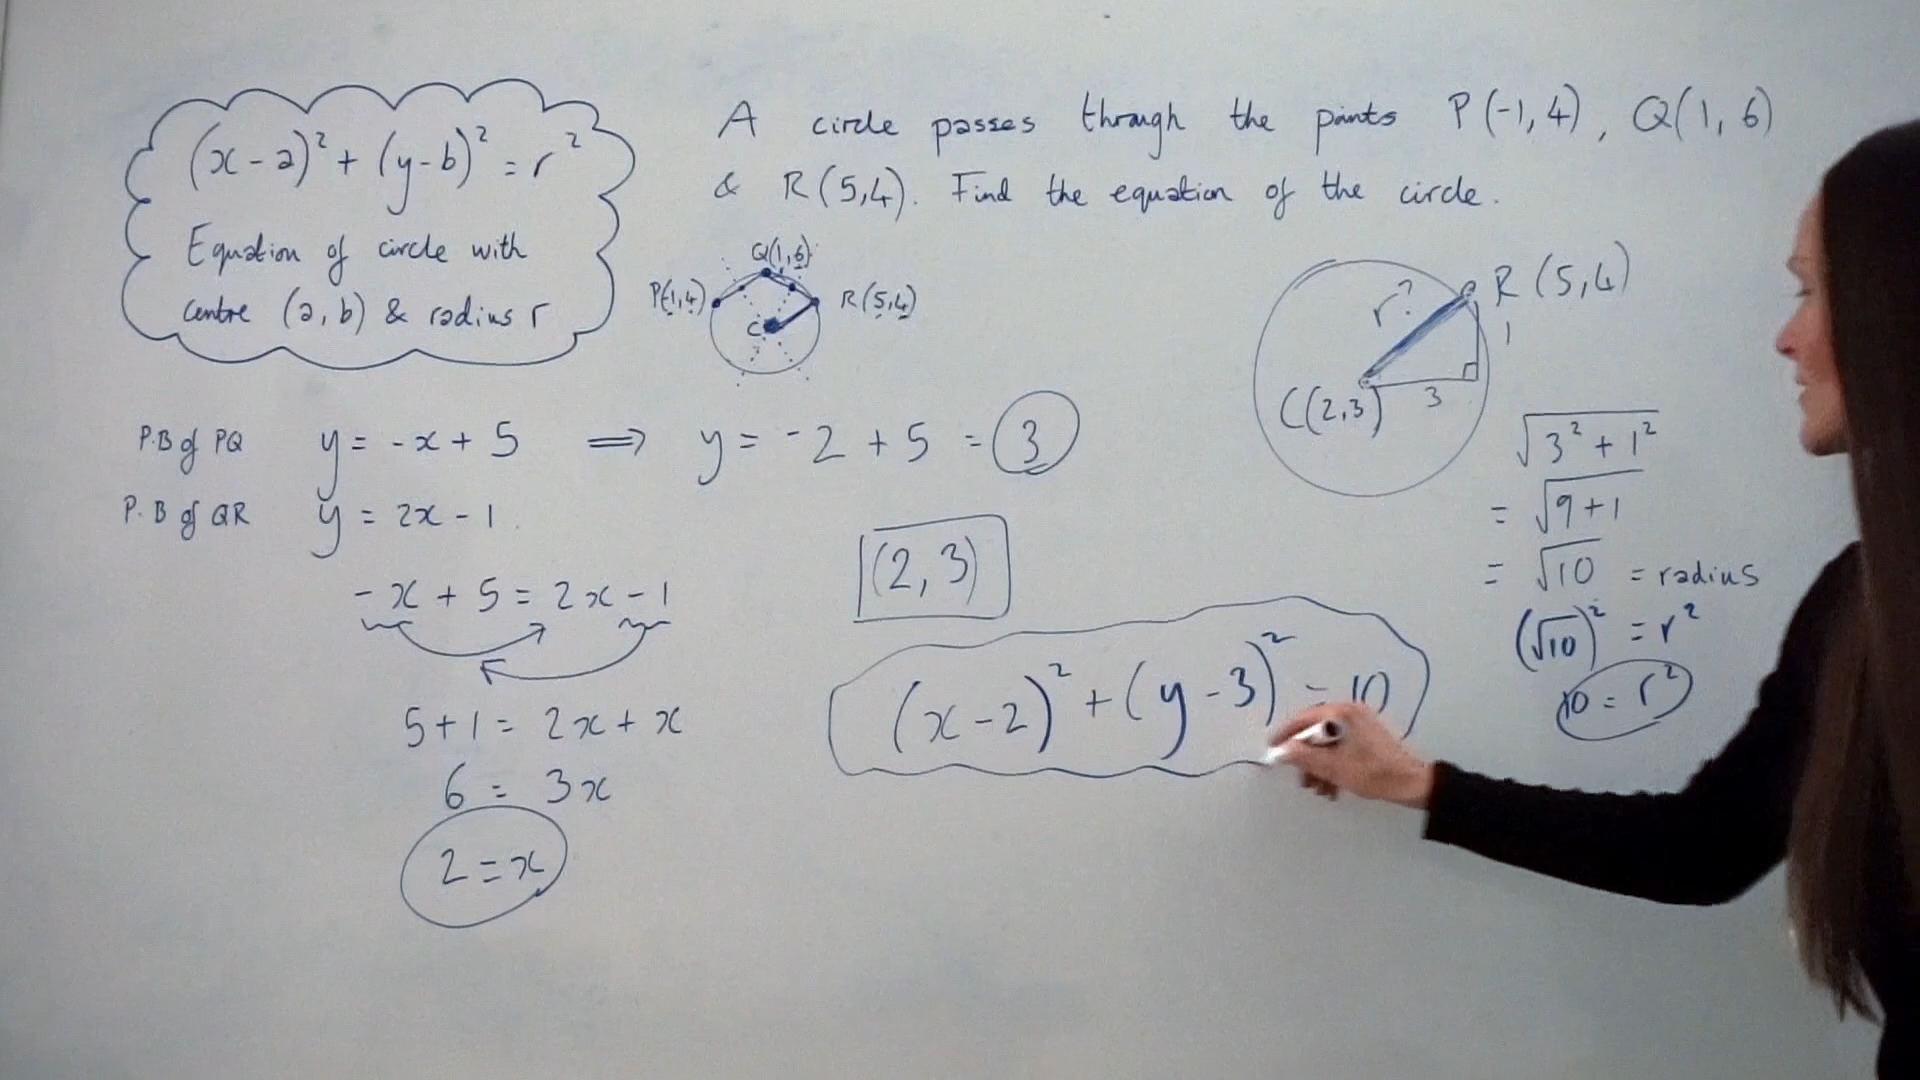 (x-a)² + (y-b)² = r²
Equation of circle with
centre (a, b) & radius r
A circle passes through the points P(-1,4), Q(1,6)
& R(5,4). Find the equation of the circle.
Q(1,6)
P(-1,4)
R(5,4)
C
R(5,4)
r?
1
C(2,3)
3
P.B of PQ y = -x + 5 ⟹ y = -2 + 5 = 3
P.B of QR y = 2x - 1
-x + 5 = 2x - 1
5+1 = 2x + x
6 = 3x
2 = x
(2,3)
(x-2)² + (y-3)² = 10
√3² + 1²
= √9+1
= √10 = radius
(√10)² = r²
10 = r²